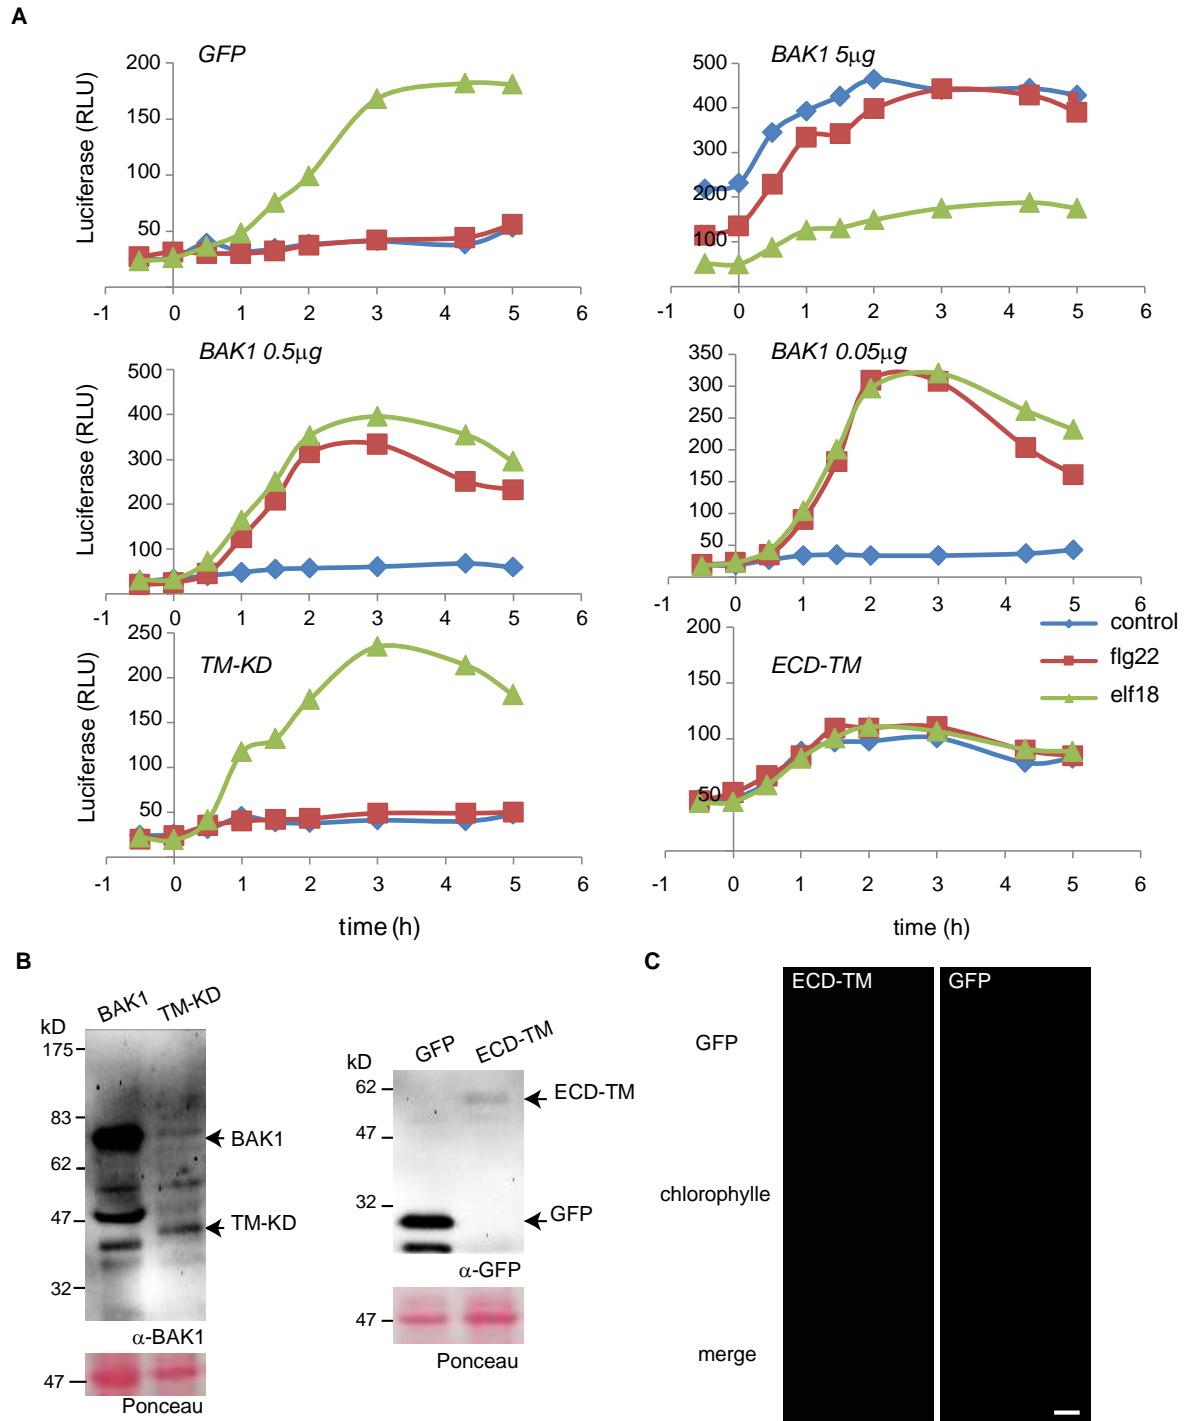 A
GFP
Luciferase (RLU)
200
150
100
50
-1 0 1 2 3 4 5 6
BAK1 5µg
500
400
300
200
100
-1 0 1 2 3 4 5 6
BAK1 0.5µg
Luciferase (RLU)
500
400
300
200
100
-1 0 1 2 3 4 5 6
BAK1 0.05µg
350
300
250
200
150
100
50
-1 0 1 2 3 4 5 6
TM-KD
Luciferase (RLU)
250
200
150
100
50
-1 0 1 2 3 4 5 6
time (h)
ECD-TM
200
150
100
50
-1 0 1 2 3 4 5 6
time (h)
control
flg22
elf18
B
BAK1 TM-KD
kD
175
83
62
47
32
BAK1
TM-KD
α-BAK1
47
Ponceau
GFP ECD-TM
kD
62
47
32
ECD-TM
GFP
α-GFP
47
Ponceau
C
ECD-TM GFP
GFP
chlorophylle
merge